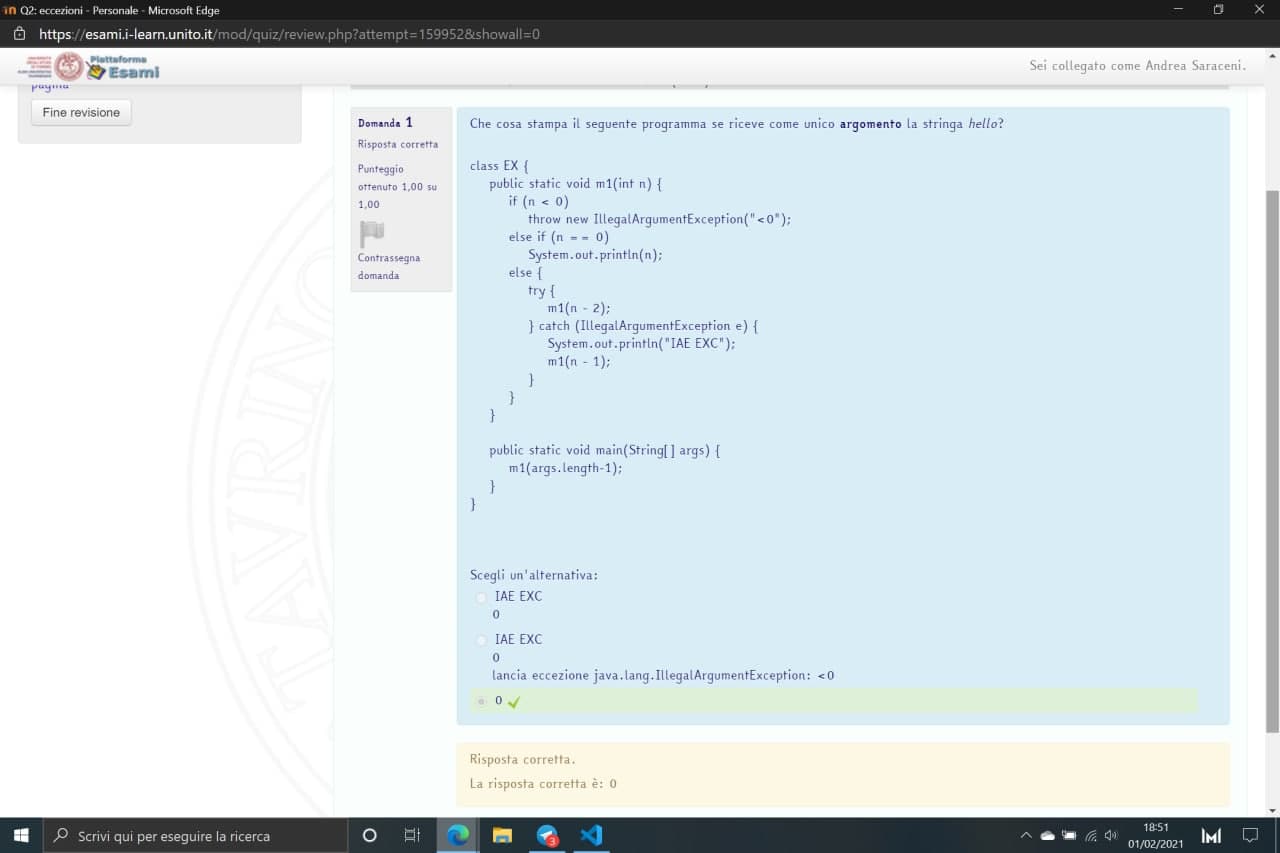 Q2: eccezioni - Personale - Microsoft Edge
https://esami.i-learn.unito.it/mod/quiz/review.php?attempt=159952&showall=0
Piattaforma
Esami
Sei collegato come Andrea Saraceni.
pagina
Fine revisione
Domanda 1
Risposta corretta
Punteggio
ottenuto 1,00 su
1,00
Contrassegna
domanda
Che cosa stampa il seguente programma se riceve come unico argomento la stringa hello?
class EX {
public static void m1(int n) {
if (n < 0)
throw new IllegalArgumentException("<0");
else if (n == 0)
System.out.println(n);
else {
try {
m1(n - 2);
} catch (IllegalArgumentException e) {
System.out.println("IAE EXC");
m1(n - 1);
}
}
}
public static void main(String[] args) {
m1(args.length-1);
}
}
Scegli un'alternativa:
IAE EXC
0
IAE EXC
0
lancia eccezione java.lang.IllegalArgumentException: <0
0
Risposta corretta.
La risposta corretta è: 0
TAVRINO
Scrivi qui per eseguire la ricerca
3
18:51
01/02/2021